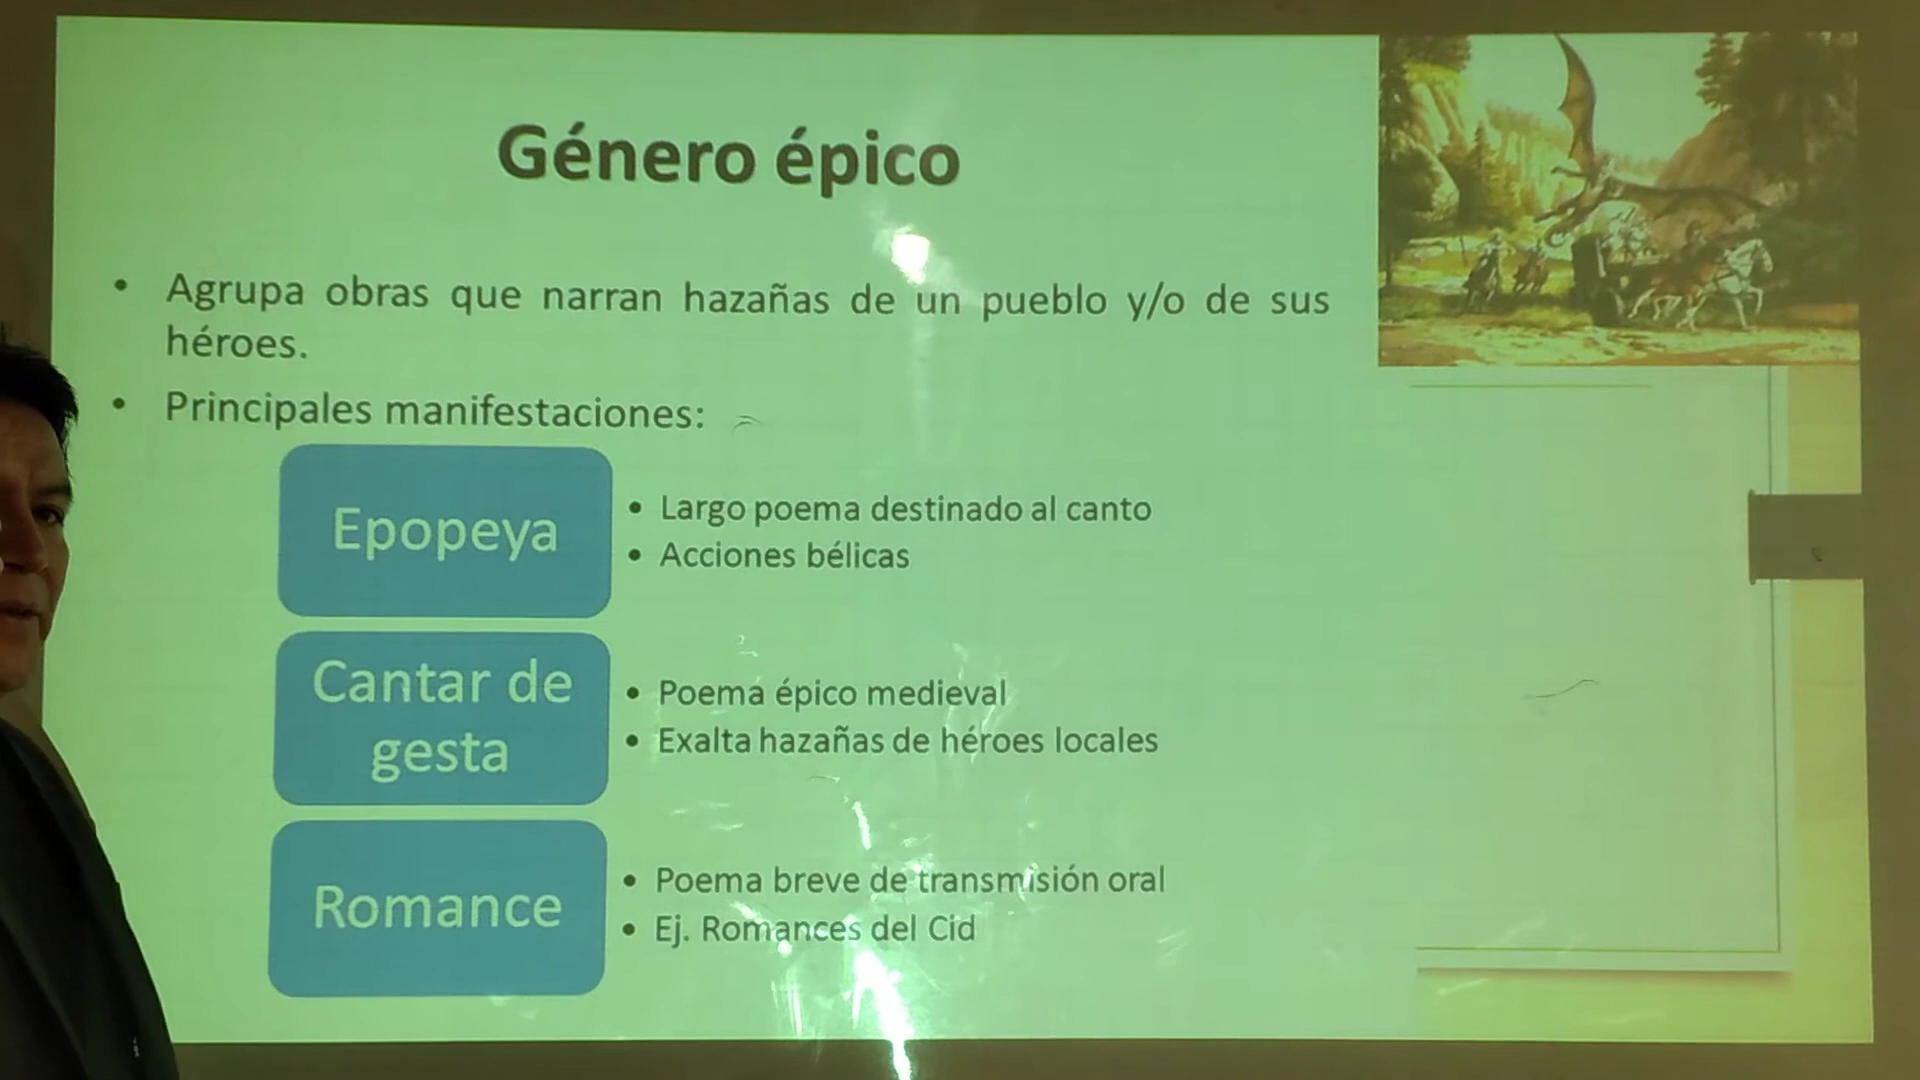 Género épico
• Agrupa obras que narran hazañas de un pueblo y/o de sus
héroes.
• Principales manifestaciones:
Epopeya
• Largo poema destinado al canto
• Acciones bélicas
Cantar de
gesta
• Poema épico medieval
• Exalta hazañas de héroes locales
Romance
• Poema breve de transmisión oral
• Ej. Romances del Cid